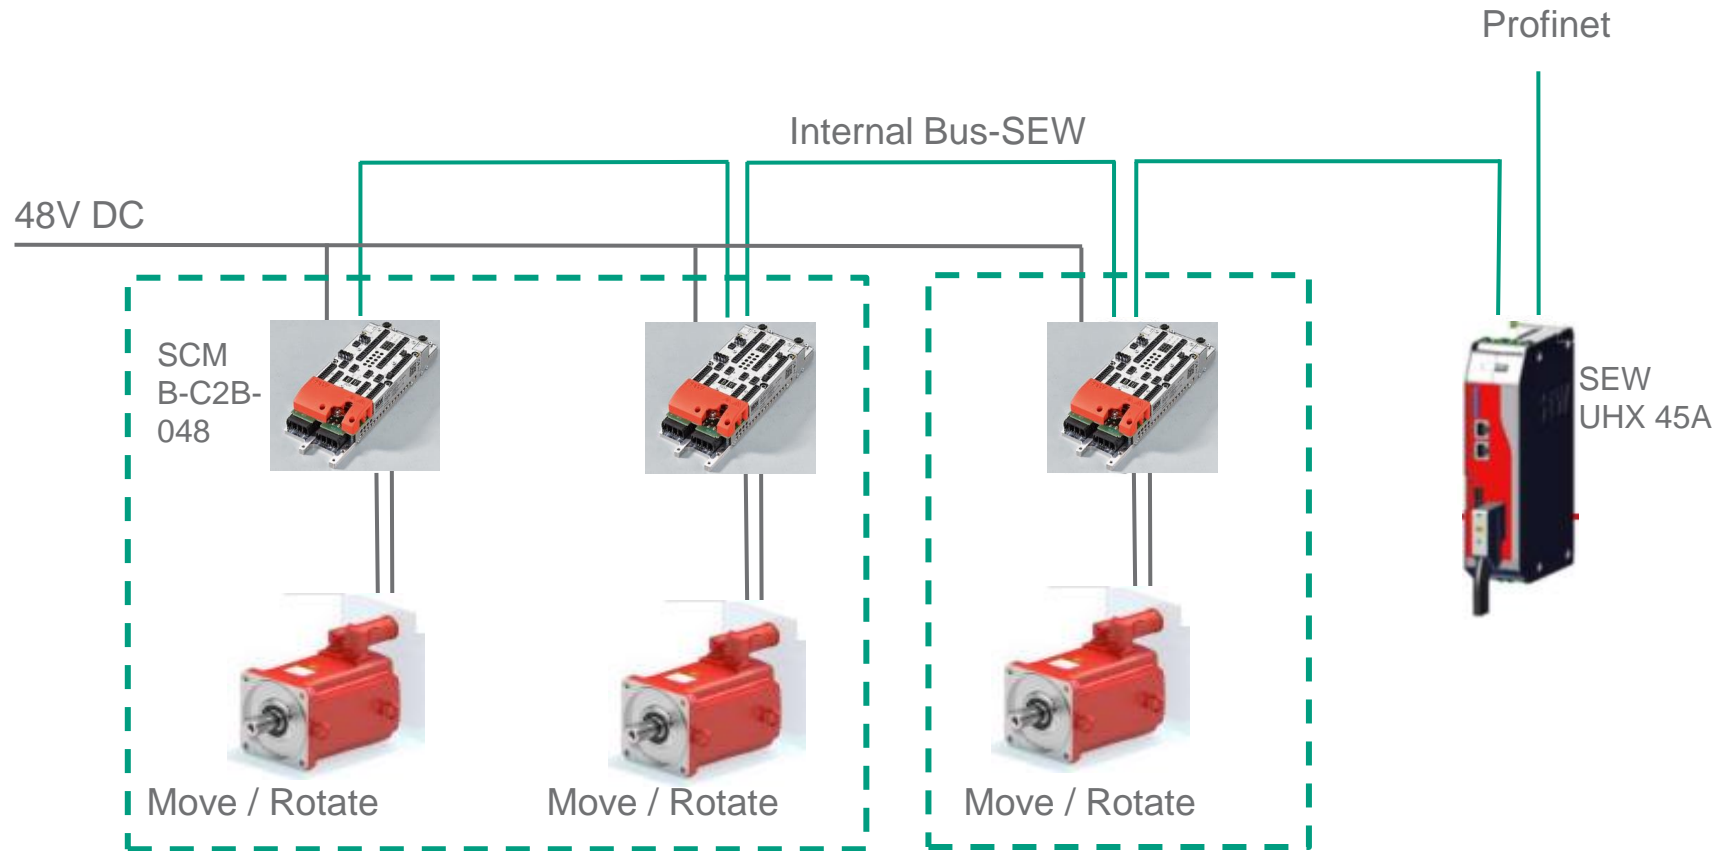 Profinet
Internal Bus-SEW
48V DC
SCM
B-C2B-
048
SEW
UHX 45A
Move / Rotate
Move / Rotate
Move / Rotate